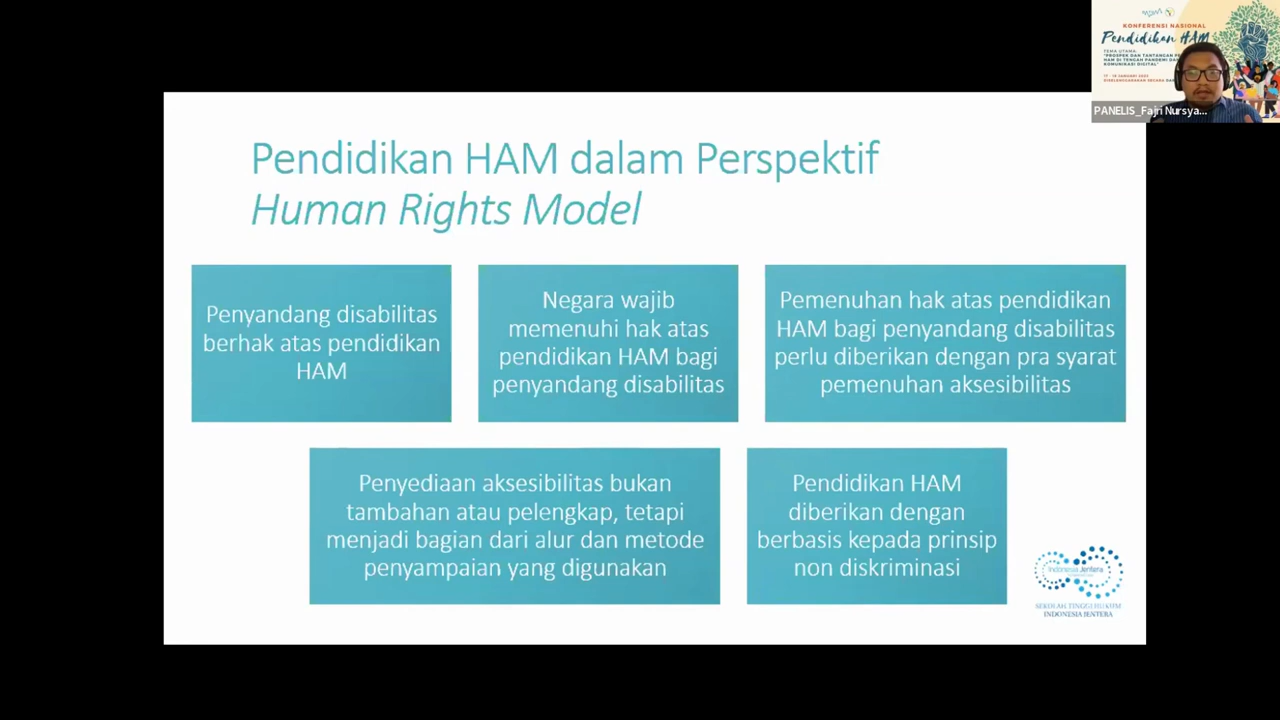 KONFERENSI NASIONAL
Pendidikan HAM
TEMA UTAMA:
PANELIS_Fajri Nursya...
Pendidikan HAM dalam Perspektif
Human Rights Model
Penyandang disabilitas
berhak atas pendidikan
HAM
Negara wajib
memenuhi hak atas
pendidikan HAM bagi
penyandang disabilitas
Pemenuhan hak atas pendidikan
HAM bagi penyandang disabilitas
perlu diberikan dengan pra syarat
pemenuhan aksesibilitas
Penyediaan aksesibilitas bukan
tambahan atau pelengkap, tetapi
menjadi bagian dari alur dan metode
penyampaian yang digunakan
Pendidikan HAM
diberikan dengan
berbasis kepada prinsip
non diskriminasi
Indonesia Jentera
SEKOLAH TINGGI HUKUM
INDONESIA JENTERA